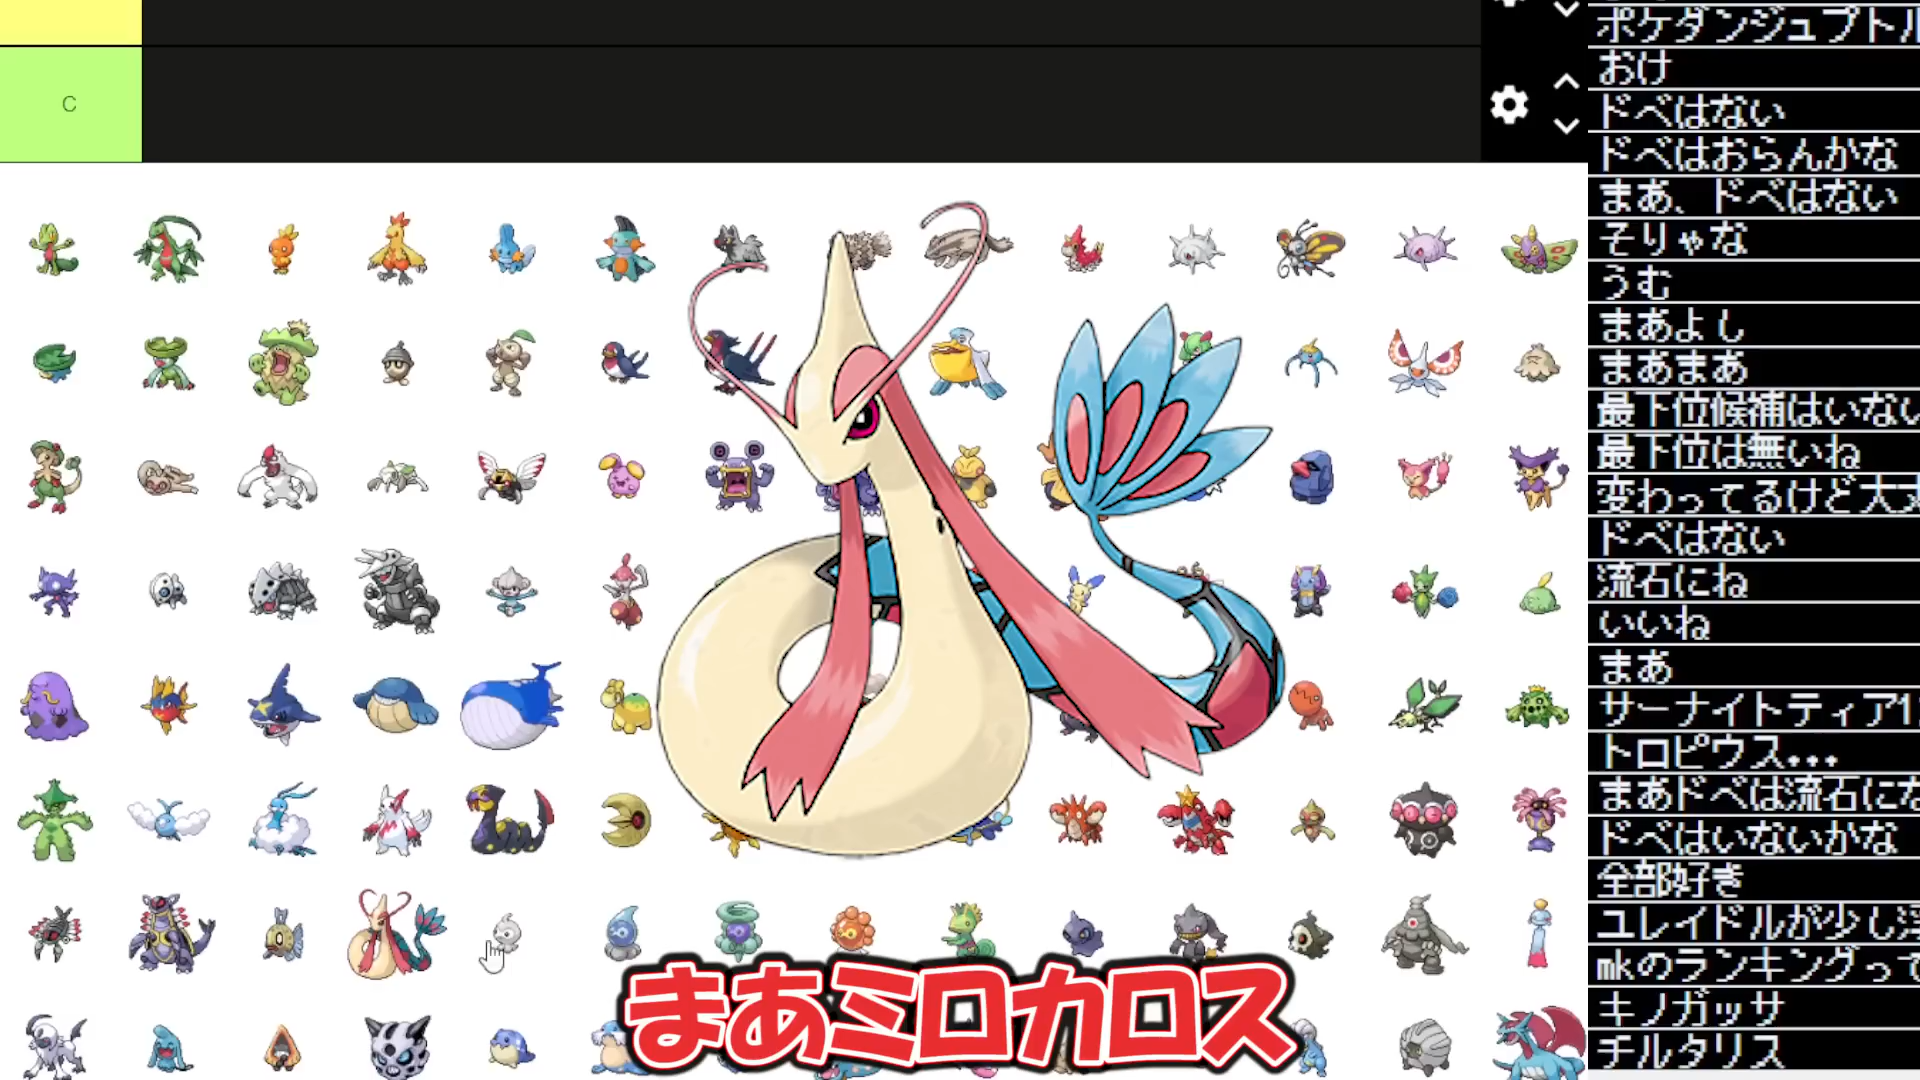 C
ポケダンジュプトル
おけ
ドベはない
ドベはおらんかな
まあ、ドベはない
そりゃな
うむ
まあよし
まあまあ
最下位候補はいない
最下位は無いね
変わってるけど大丈
ドベはない
流石にね
いいね
まあ
サーナイトティア1
トロピウス...
まあドベは流石にな
ドベはいないかな
全部好き
ユレイドルが少し浮
mkのランキングって
キノガッサ
チルタリス
まあミロカロス